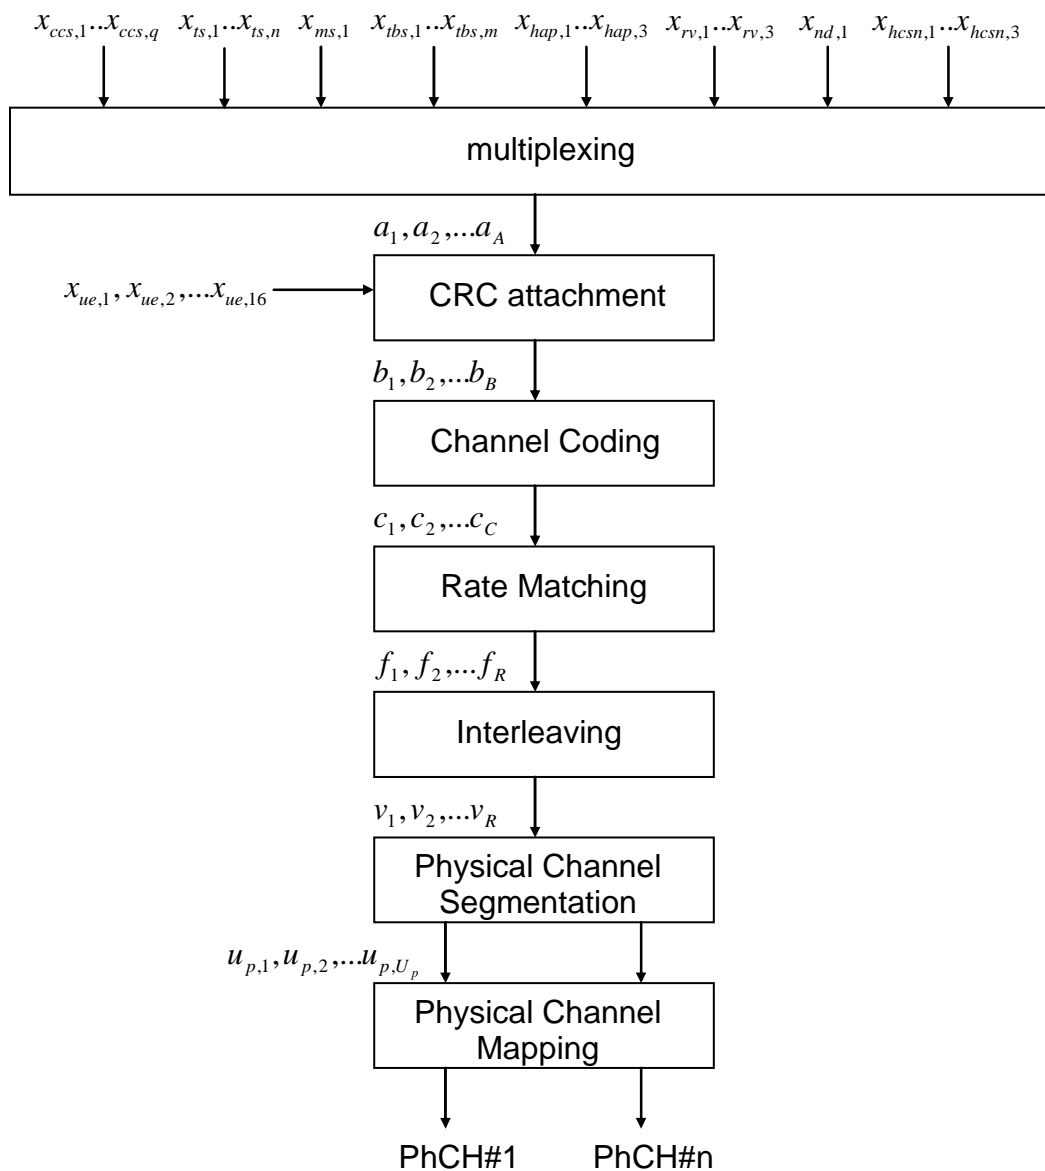 x_{ccs,1}..x_{ccs,q} x_{ts,1}..x_{ts,n} x_{ms,1} x_{tbs,1}..x_{tbs,m} x_{hap,1}..x_{hap,3} x_{rv,1}..x_{rv,3} x_{nd,1} x_{hcsn,1}..x_{hcsn,3}
multiplexing
a_1,a_2,...a_A
CRC attachment
x_{ue,1},x_{ue,2},...x_{ue,16}
b_1,b_2,...b_B
Channel Coding
c_1,c_2,...c_C
Rate Matching
f_1,f_2,...f_R
Interleaving
v_1,v_2,...v_R
Physical Channel
Segmentation
u_{p,1},u_{p,2},...u_{p,U_p}
Physical Channel
Mapping
PhCH#1 PhCH#n